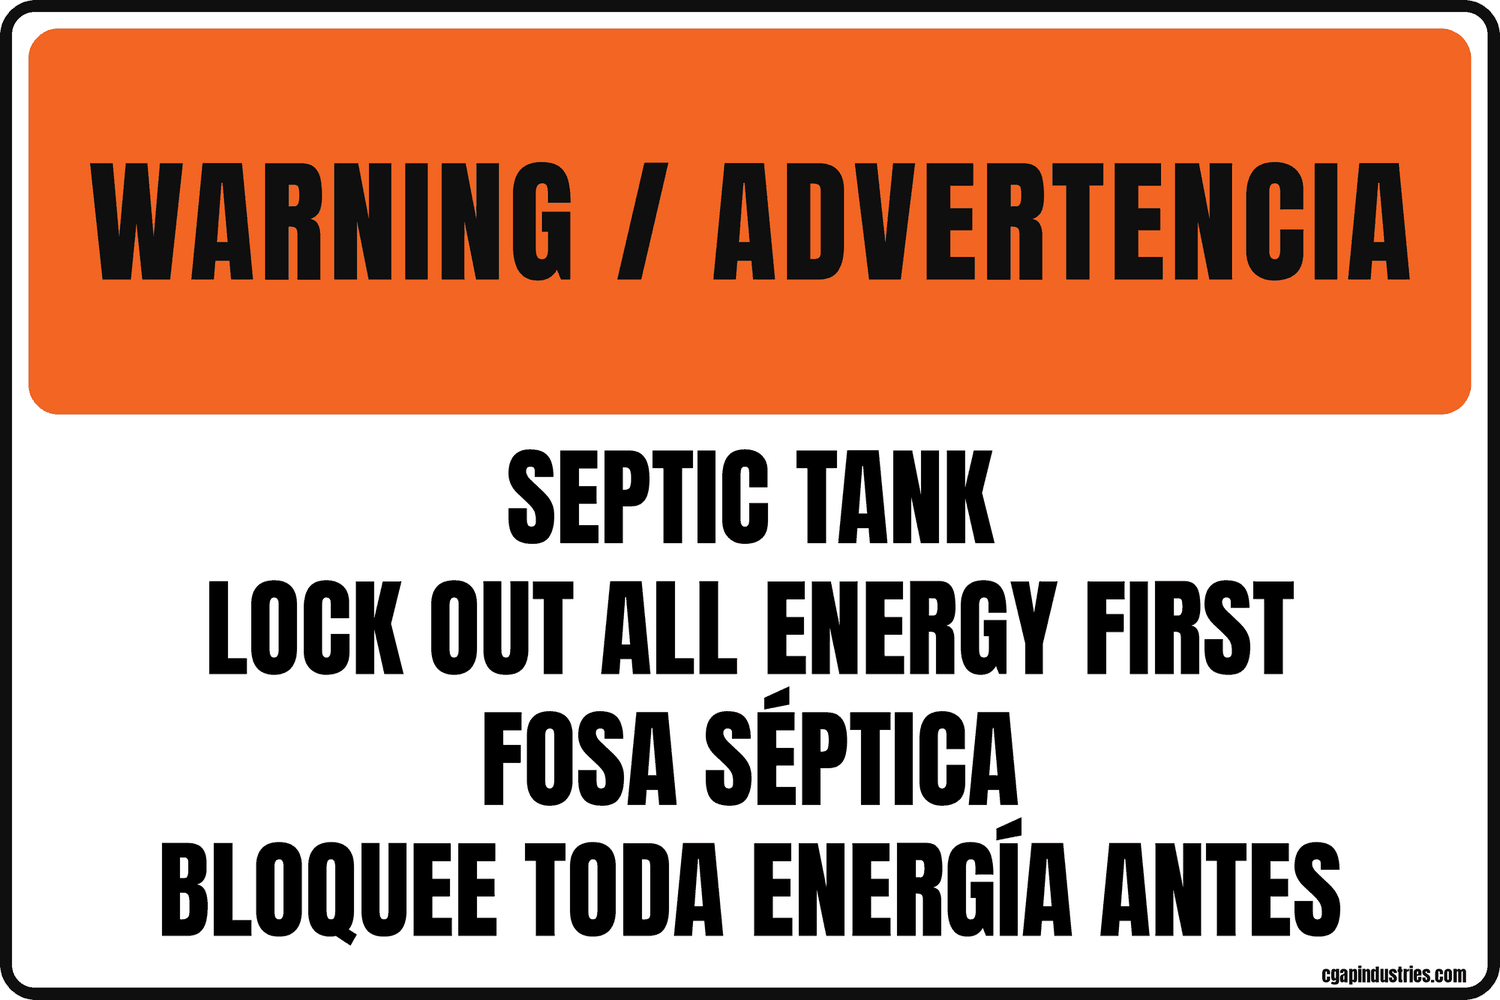 WARNING / ADVERTENCIA
SEPTIC TANK
LOCK OUT ALL ENERGY FIRST
FOSA SÉPTICA
BLOQUEE TODA ENERGÍA ANTES
cgapindustries.com